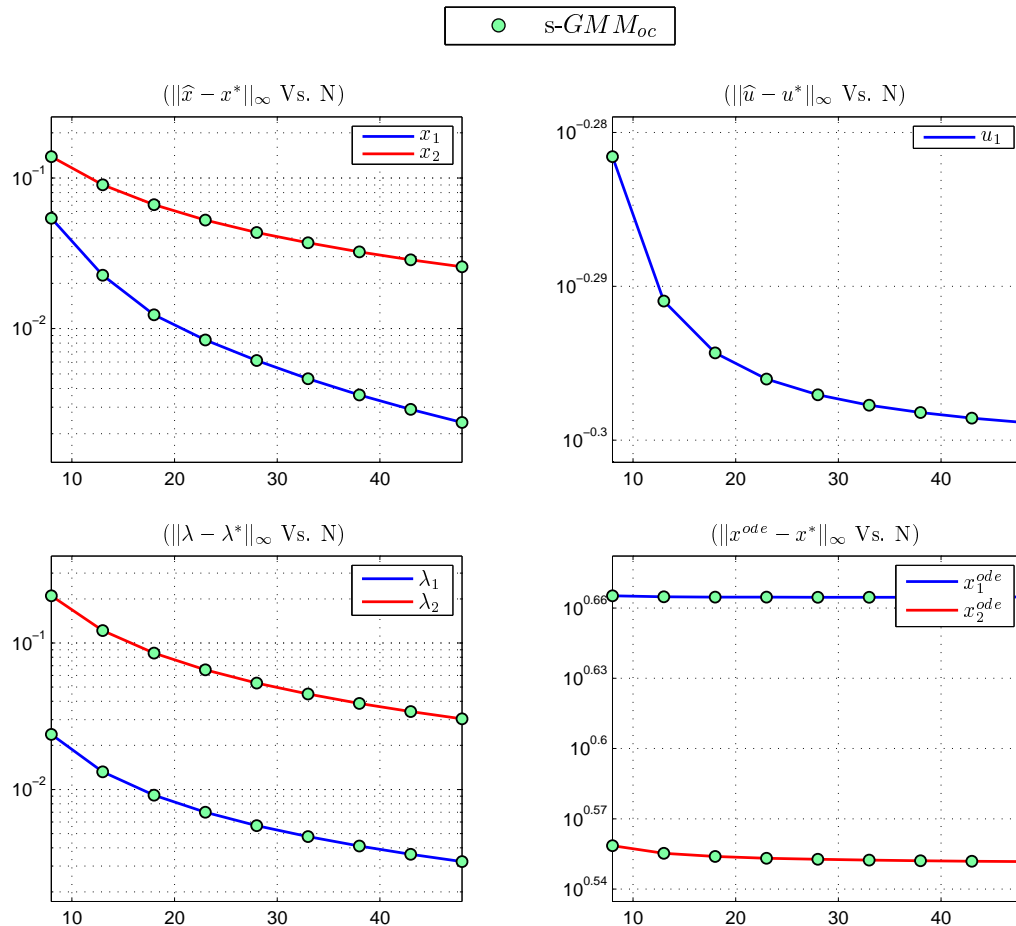 s-GMM_oc
(||x̂ − x*||_∞ Vs. N)
x_1
x_2
10^-1
10^-2
10 20 30 40
(||û − u*||_∞ Vs. N)
u_1
10^-0.28
10^-0.29
10^-0.3
10 20 30 40
(||λ − λ*||_∞ Vs. N)
λ_1
λ_2
10^-1
10^-2
10 20 30 40
(||x^ode − x*||_∞ Vs. N)
x_1^ode
x_2^ode
10^0.66
10^0.63
10^0.6
10^0.57
10^0.54
10 20 30 40